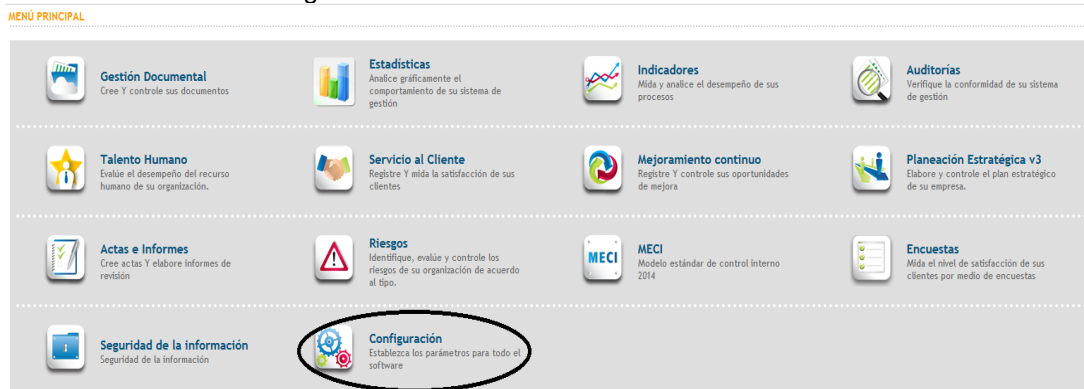 MENÚ PRINCIPAL
Gestión Documental
Cree Y controle sus documentos
Estadísticas
Analice gráficamente el
comportamiento de su sistema de
gestión
Indicadores
Mida y analice el desempeño de sus
procesos
Auditorías
Verifique la conformidad de su sistema
de gestión
Talento Humano
Evalúe el desempeño del recurso
humano de su organización.
Servicio al Cliente
Registre Y mida la satisfacción de sus
clientes
Mejoramiento continuo
Registre Y controle sus oportunidades
de mejora
Planeación Estratégica v3
Elabore y controle el plan estratégico
de su empresa.
Actas e Informes
Cree actas Y elabore informes de
revisión
Riesgos
Identifique, evalúe y controle los
riesgos de su organización de acuerdo
al tipo.
MECI
MECI
Modelo estándar de control interno
2014
Encuestas
Mida el nivel de satisfacción de sus
clientes por medio de encuestas
Seguridad de la información
Seguridad de la información
Configuración
Establezca los parámetros para todo el
software